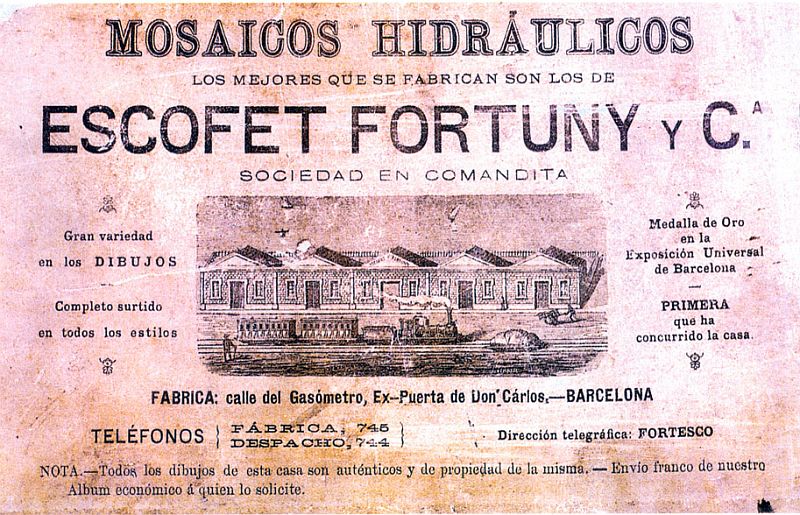 MOSAICOS HIDRÁULICOS
LOS MEJORES QUE SE FABRICAN SON LOS DE
ESCOFET FORTUNY Y C.A
SOCIEDAD EN COMANDITA
Gran variedad
en los DIBUJOS
Completo surtido
en todos los estilos
Medalla de Oro
en la
Exposición Universal
de Barcelona
PRIMERA
que ha
concurrido la casa.
FABRICA: calle del Gasómetro, Ex-Puerta de Don Cárlos.—BARCELONA
TELÉFONOS { FÁBRICA, 745 }
DESPACHO, 744
Dirección telegráfica: FORTESCO
NOTA.—Todos los dibujos de esta casa son auténticos y de propiedad de la misma. — Envío franco de nuestro
Album económico á quien lo solicite.